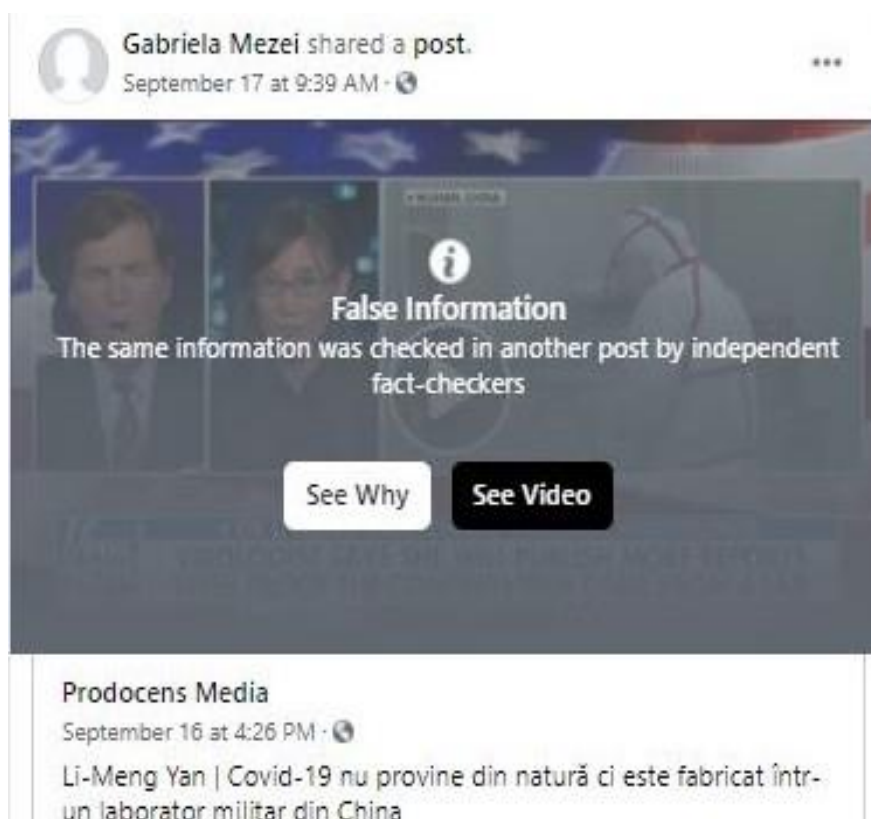 Gabriela Mezei shared a post.
September 17 at 9:39 AM ·
WUHAN, CHINA
False Information
The same information was checked in another post by independent
fact-checkers
See Why
See Video
Prodocens Media
September 16 at 4:26 PM ·
Li-Meng Yan | Covid-19 nu provine din natură ci este fabricat într-
un laborator militar din China